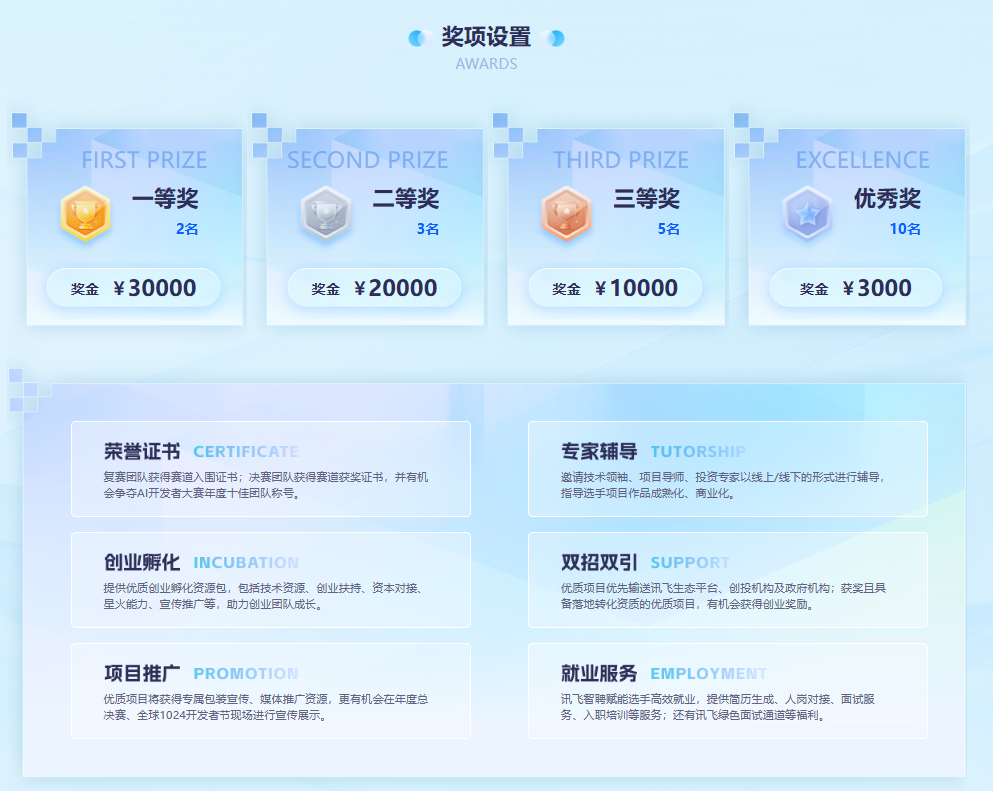 奖项设置
AWARDS
FIRST PRIZE
一等奖
2名
奖金 ¥30000
SECOND PRIZE
二等奖
3名
奖金 ¥20000
THIRD PRIZE
三等奖
5名
奖金 ¥10000
EXCELLENCE
优秀奖
10名
奖金 ¥3000
荣誉证书 CERTIFICATE
复赛团队获得赛道入围证书；决赛团队获得赛道获奖证书，并有机
会争夺AI开发者大赛年度十佳团队称号。
专家辅导 TUTORSHIP
邀请技术领袖、项目导师、投资专家以线上/线下的形式进行辅导，
指导选手项目作品成熟化、商业化。
创业孵化 INCUBATION
提供优质创业孵化资源包，包括技术资源、创业扶持、资本对接、
星火能力、宣传推广等，助力创业团队成长。
双招双引 SUPPORT
优质项目优先输送讯飞生态平台、创投机构及政府机构；获奖且具
备落地转化资质的优质项目，有机会获得创业奖励。
项目推广 PROMOTION
优质项目将获得专属包装宣传、媒体推广资源，更有机会在年度总
决赛、全球1024开发者节现场进行宣传展示。
就业服务 EMPLOYMENT
讯飞智聘赋能选手高效就业，提供简历生成、人岗对接、面试服
务、入职培训等服务；还有讯飞绿色面试通道等福利。